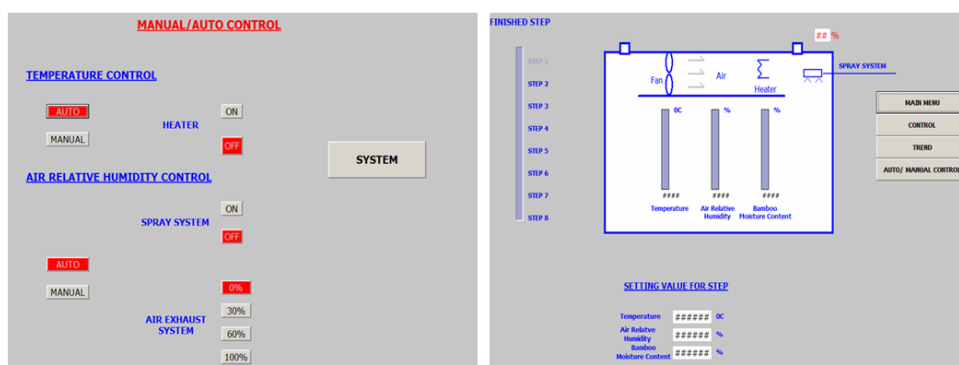 MANUAL/AUTO CONTROL
TEMPERATURE CONTROL
AUTO
MANUAL
HEATER
ON
OFF
SYSTEM
AIR RELATIVE HUMIDITY CONTROL
SPRAY SYSTEM
ON
OFF
AUTO
MANUAL
AIR EXHAUST
SYSTEM
0%
30%
60%
100%
FINISHED STEP
STEP 1
STEP 2
STEP 3
STEP 4
STEP 5
STEP 6
STEP 7
STEP 8
## %
SPRAY SYSTEM
Fan
Air
Heater
0C
%
%
####
####
####
Temperature
Air Relative
Humidity
Bamboo
Moisture Content
MAIN MENU
CONTROL
TREND
AUTO/ MANUAL CONTROL
SETTING VALUE FOR STEP
Temperature ###### 0C
Air Relatve
Humidity ###### %
Bamboo
Moisture Content ###### %